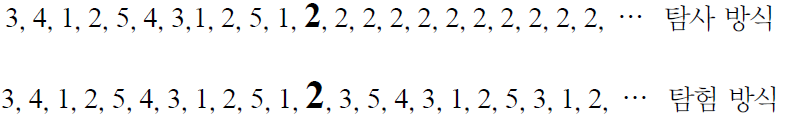 3, 4, 1, 2, 5, 4, 3,1, 2, 5, 1, 2, 2, 2, 2, 2, 2, 2, 2, 2, 2, 2, ⋯ 탐사 방식
3, 4, 1, 2, 5, 4, 3, 1, 2, 5, 1, 2, 3, 5, 4, 3, 1, 2, 5, 3, 1, 2, ⋯ 탐험 방식